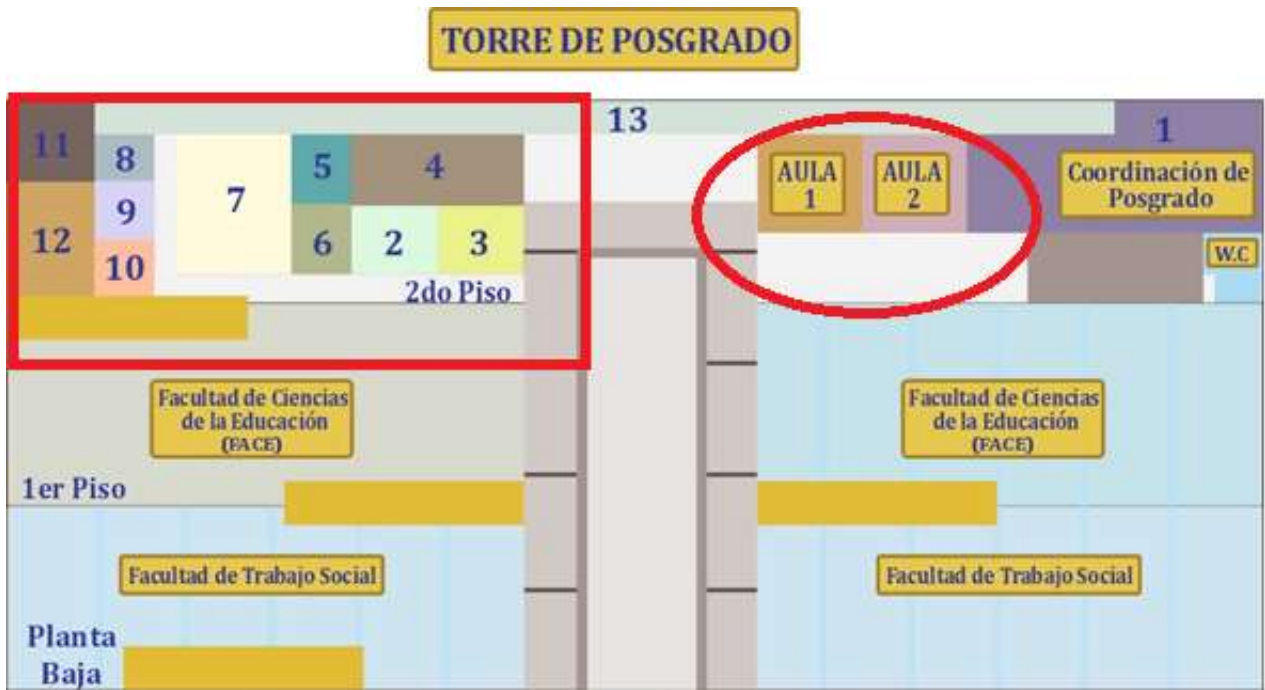 TORRE DE POSGRADO
11
8
7
5
4
13
12
9
10
6
2
3
2do Piso
AULA
1
AULA
2
1
Coordinación de
Posgrado
W.C
Facultad de Ciencias
de la Educación
(FACE)
Facultad de Ciencias
de la Educación
(FACE)
1er Piso
Facultad de Trabajo Social
Facultad de Trabajo Social
Planta
Baja